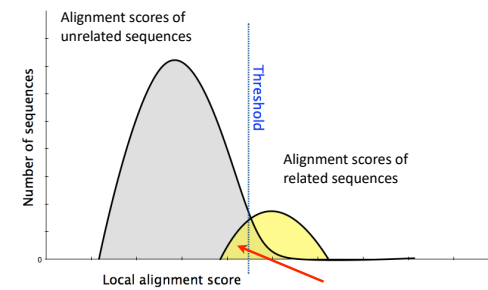 Alignment scores of
unrelated sequences
Number of sequences
Threshold
Alignment scores of
related sequences
0
Local alignment score